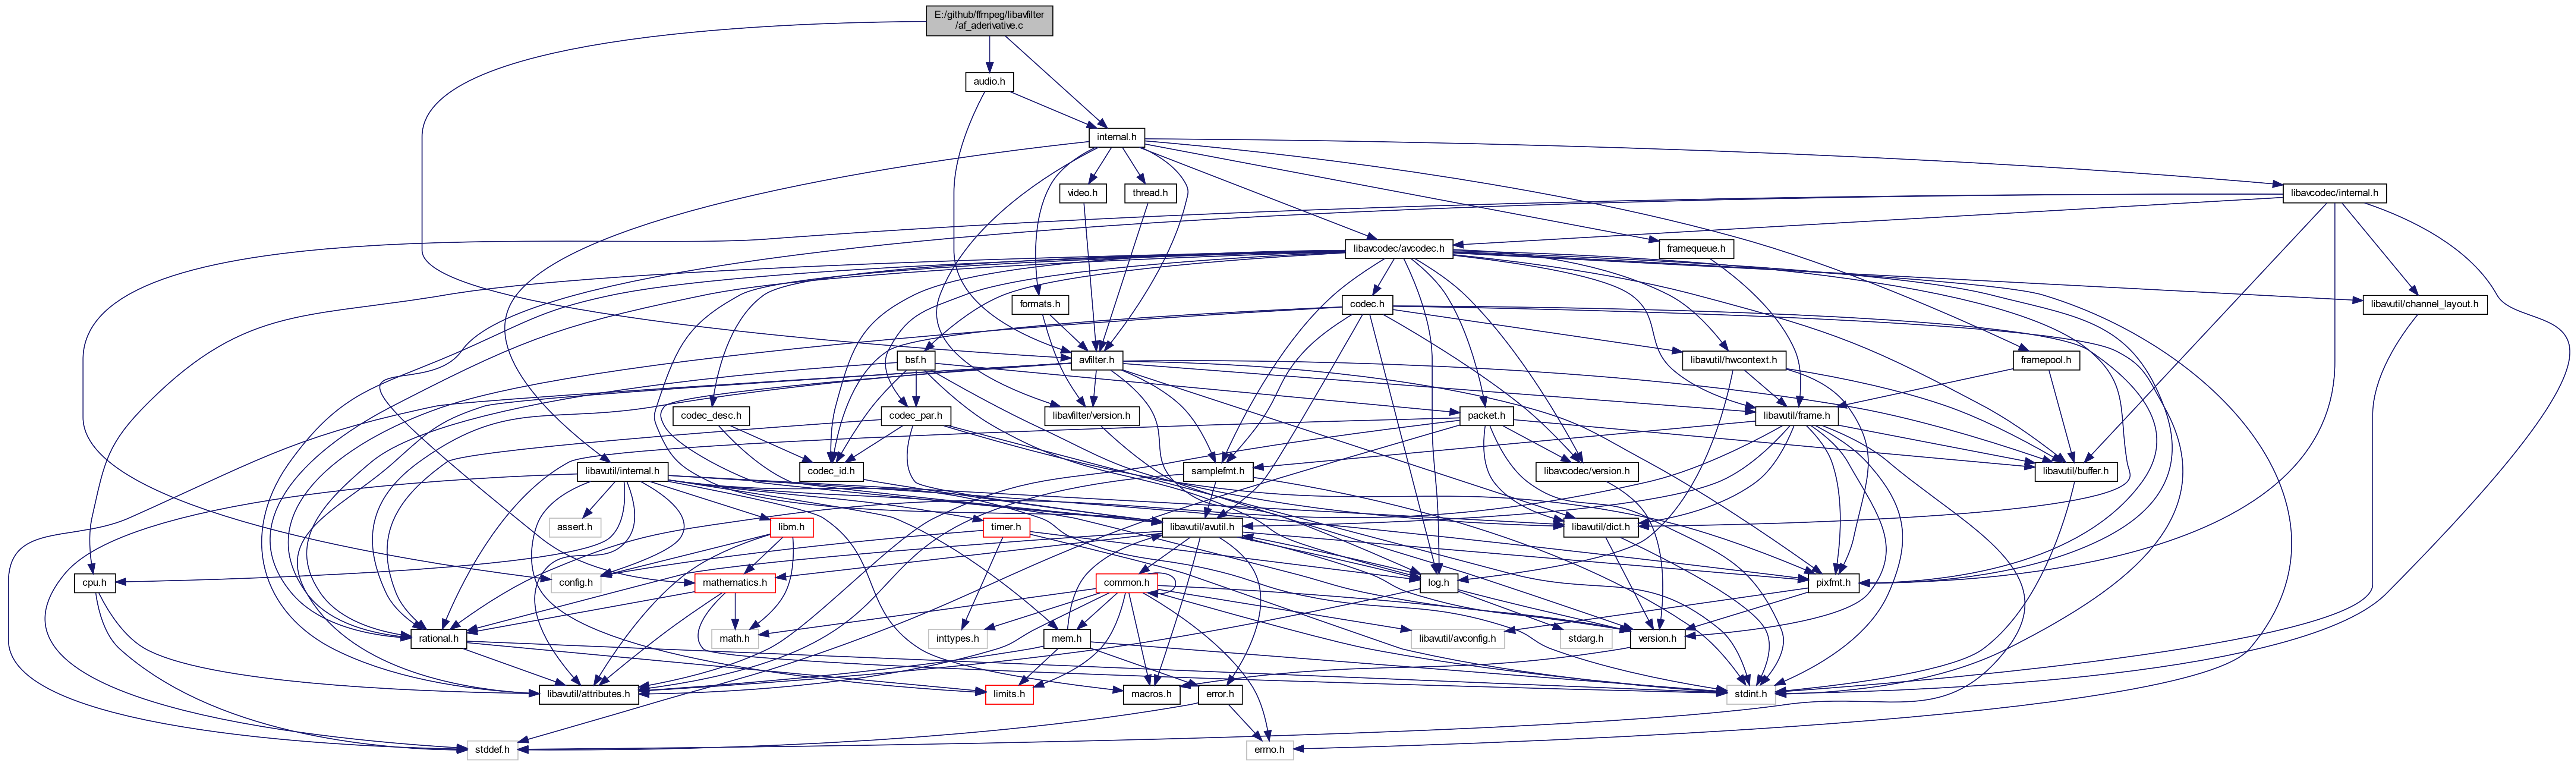 E:/github/ffmpeg/libavfilter
/af_aderivative.c
audio.h
internal.h
video.h
thread.h
libavcodec/internal.h
libavcodec/avcodec.h
framequeue.h
formats.h
codec.h
libavutil/channel_layout.h
bsf.h
avfilter.h
libavutil/hwcontext.h
framepool.h
codec_desc.h
codec_par.h
libavfilter/version.h
packet.h
libavutil/frame.h
libavutil/internal.h
codec_id.h
samplefmt.h
libavcodec/version.h
libavutil/buffer.h
assert.h
libm.h
timer.h
libavutil/avutil.h
libavutil/dict.h
cpu.h
config.h
mathematics.h
common.h
log.h
pixfmt.h
rational.h
math.h
inttypes.h
mem.h
libavutil/avconfig.h
stdarg.h
version.h
libavutil/attributes.h
limits.h
macros.h
error.h
stdint.h
stddef.h
errno.h